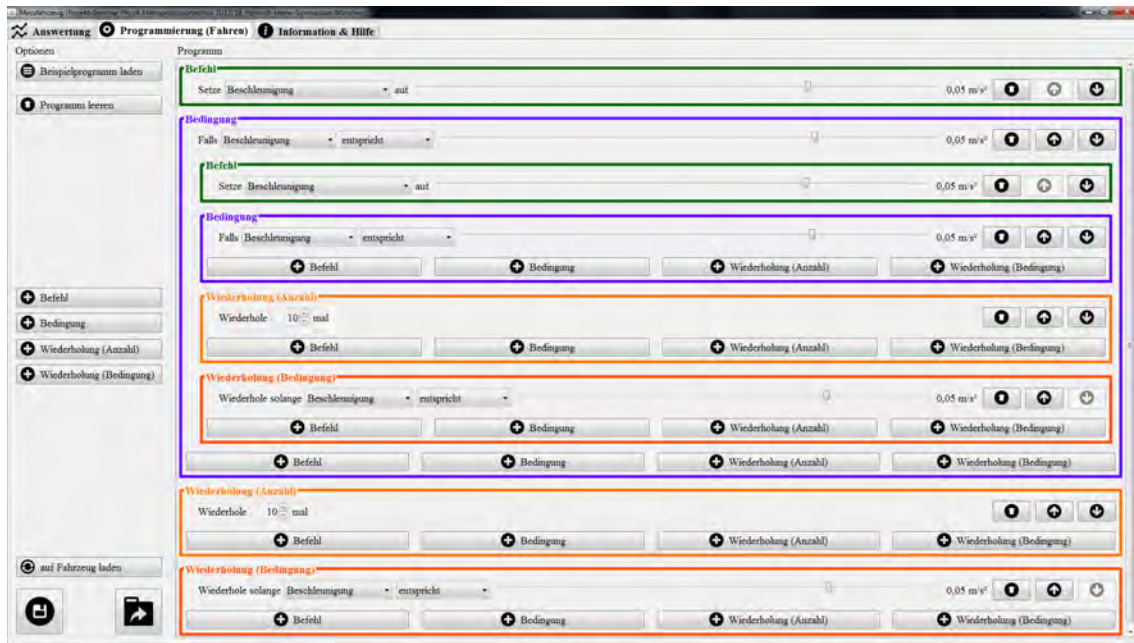 Auswertung Programmierung (Fahren) Information & Hilfe
Optionen
Beispielprogramm laden
Programm leeren
Befehl
Bedingung
Wiederholung (Anzahl)
Wiederholung (Bedingung)
auf Fahrzeug laden
Programm
Befehl
Setze Beschleunigung auf 0,05 m/s²
Bedingung
Falls Beschleunigung entspricht 0,05 m/s²
Befehl
Setze Beschleunigung auf 0,05 m/s²
Bedingung
Falls Beschleunigung entspricht 0,05 m/s²
Befehl Bedingung Wiederholung (Anzahl) Wiederholung (Bedingung)
Wiederholung (Anzahl)
Wiederhole 10 mal
Befehl Bedingung Wiederholung (Anzahl) Wiederholung (Bedingung)
Wiederholung (Bedingung)
Wiederhole solange Beschleunigung entspricht 0,05 m/s²
Befehl Bedingung Wiederholung (Anzahl) Wiederholung (Bedingung)
Befehl Bedingung Wiederholung (Anzahl) Wiederholung (Bedingung)
Wiederholung (Anzahl)
Wiederhole 10 mal
Befehl Bedingung Wiederholung (Anzahl) Wiederholung (Bedingung)
Wiederholung (Bedingung)
Wiederhole solange Beschleunigung entspricht 0,05 m/s²
Befehl Bedingung Wiederholung (Anzahl) Wiederholung (Bedingung)